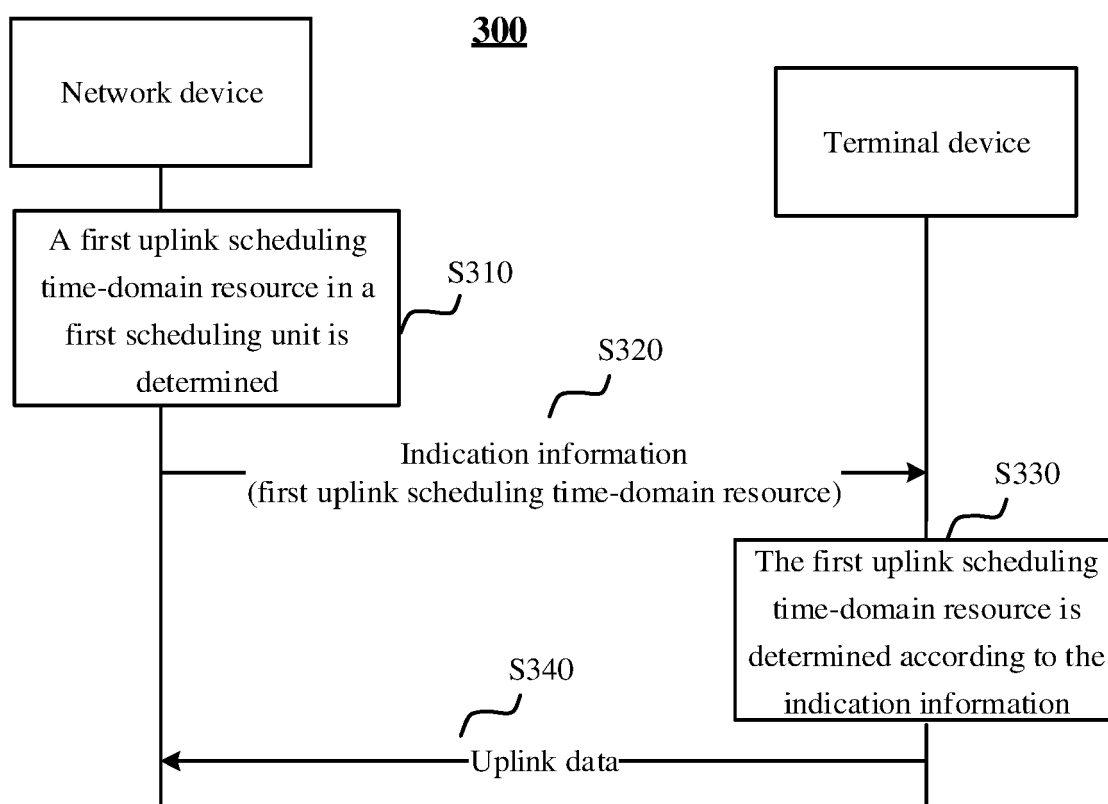 300
Network device
Terminal device
A first uplink scheduling
time-domain resource in a
first scheduling unit is
determined
S310
S320
Indication information
(first uplink scheduling time-domain resource)
S330
The first uplink scheduling
time-domain resource is
determined according to the
indication information
S340
Uplink data